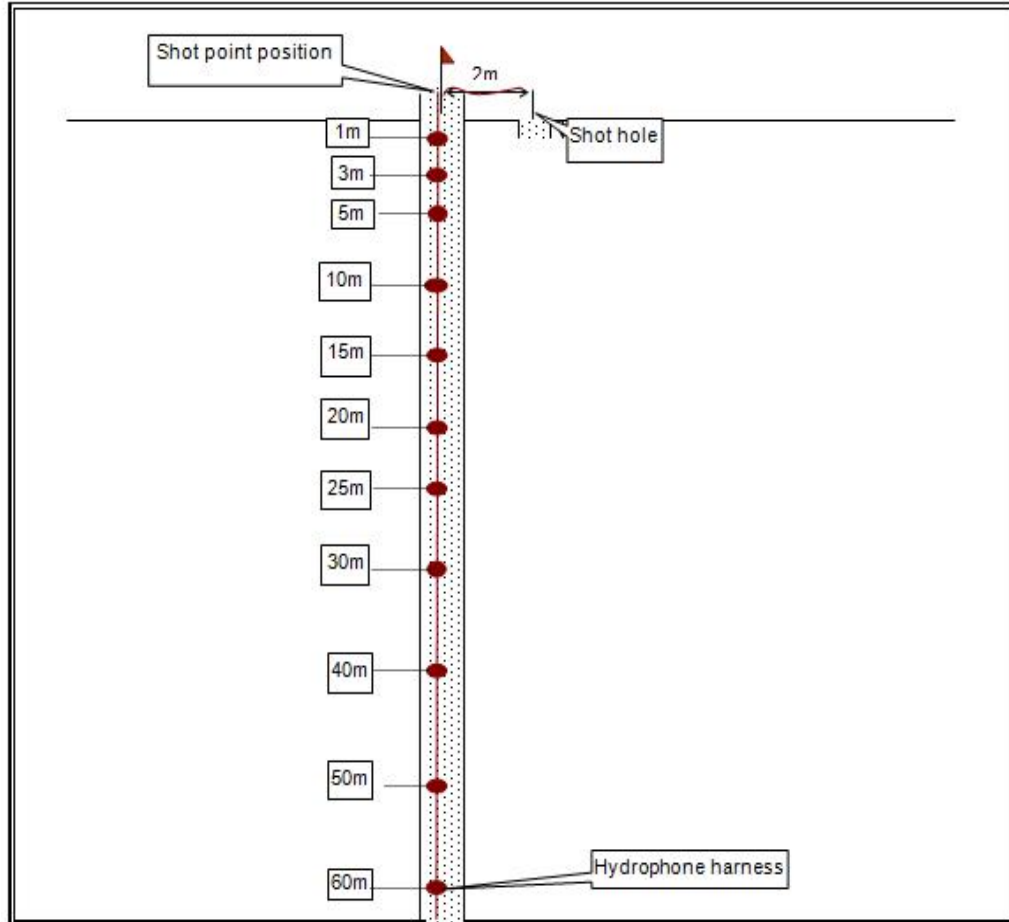 Shot point position
2m
Shot hole
1m
3m
5m
10m
15m
20m
25m
30m
40m
50m
Hydrophone harness
60m